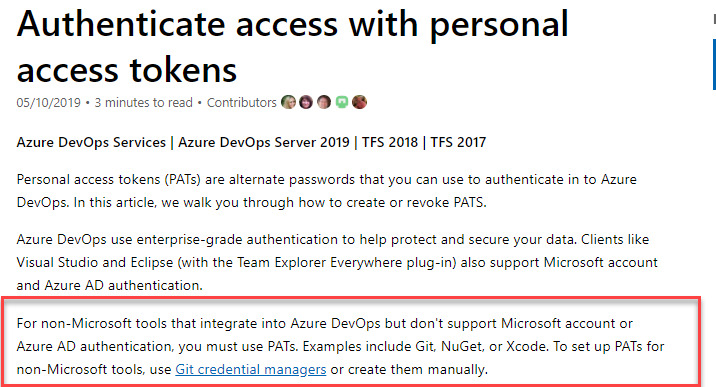 Authenticate access with personal
access tokens
05/10/2019 • 3 minutes to read • Contributors
Azure DevOps Services | Azure DevOps Server 2019 | TFS 2018 | TFS 2017
Personal access tokens (PATs) are alternate passwords that you can use to authenticate in to Azure
DevOps. In this article, we walk you through how to create or revoke PATS.
Azure DevOps use enterprise-grade authentication to help protect and secure your data. Clients like
Visual Studio and Eclipse (with the Team Explorer Everywhere plug-in) also support Microsoft account
and Azure AD authentication.
For non-Microsoft tools that integrate into Azure DevOps but don't support Microsoft account or
Azure AD authentication, you must use PATs. Examples include Git, NuGet, or Xcode. To set up PATs for
non-Microsoft tools, use Git credential managers or create them manually.